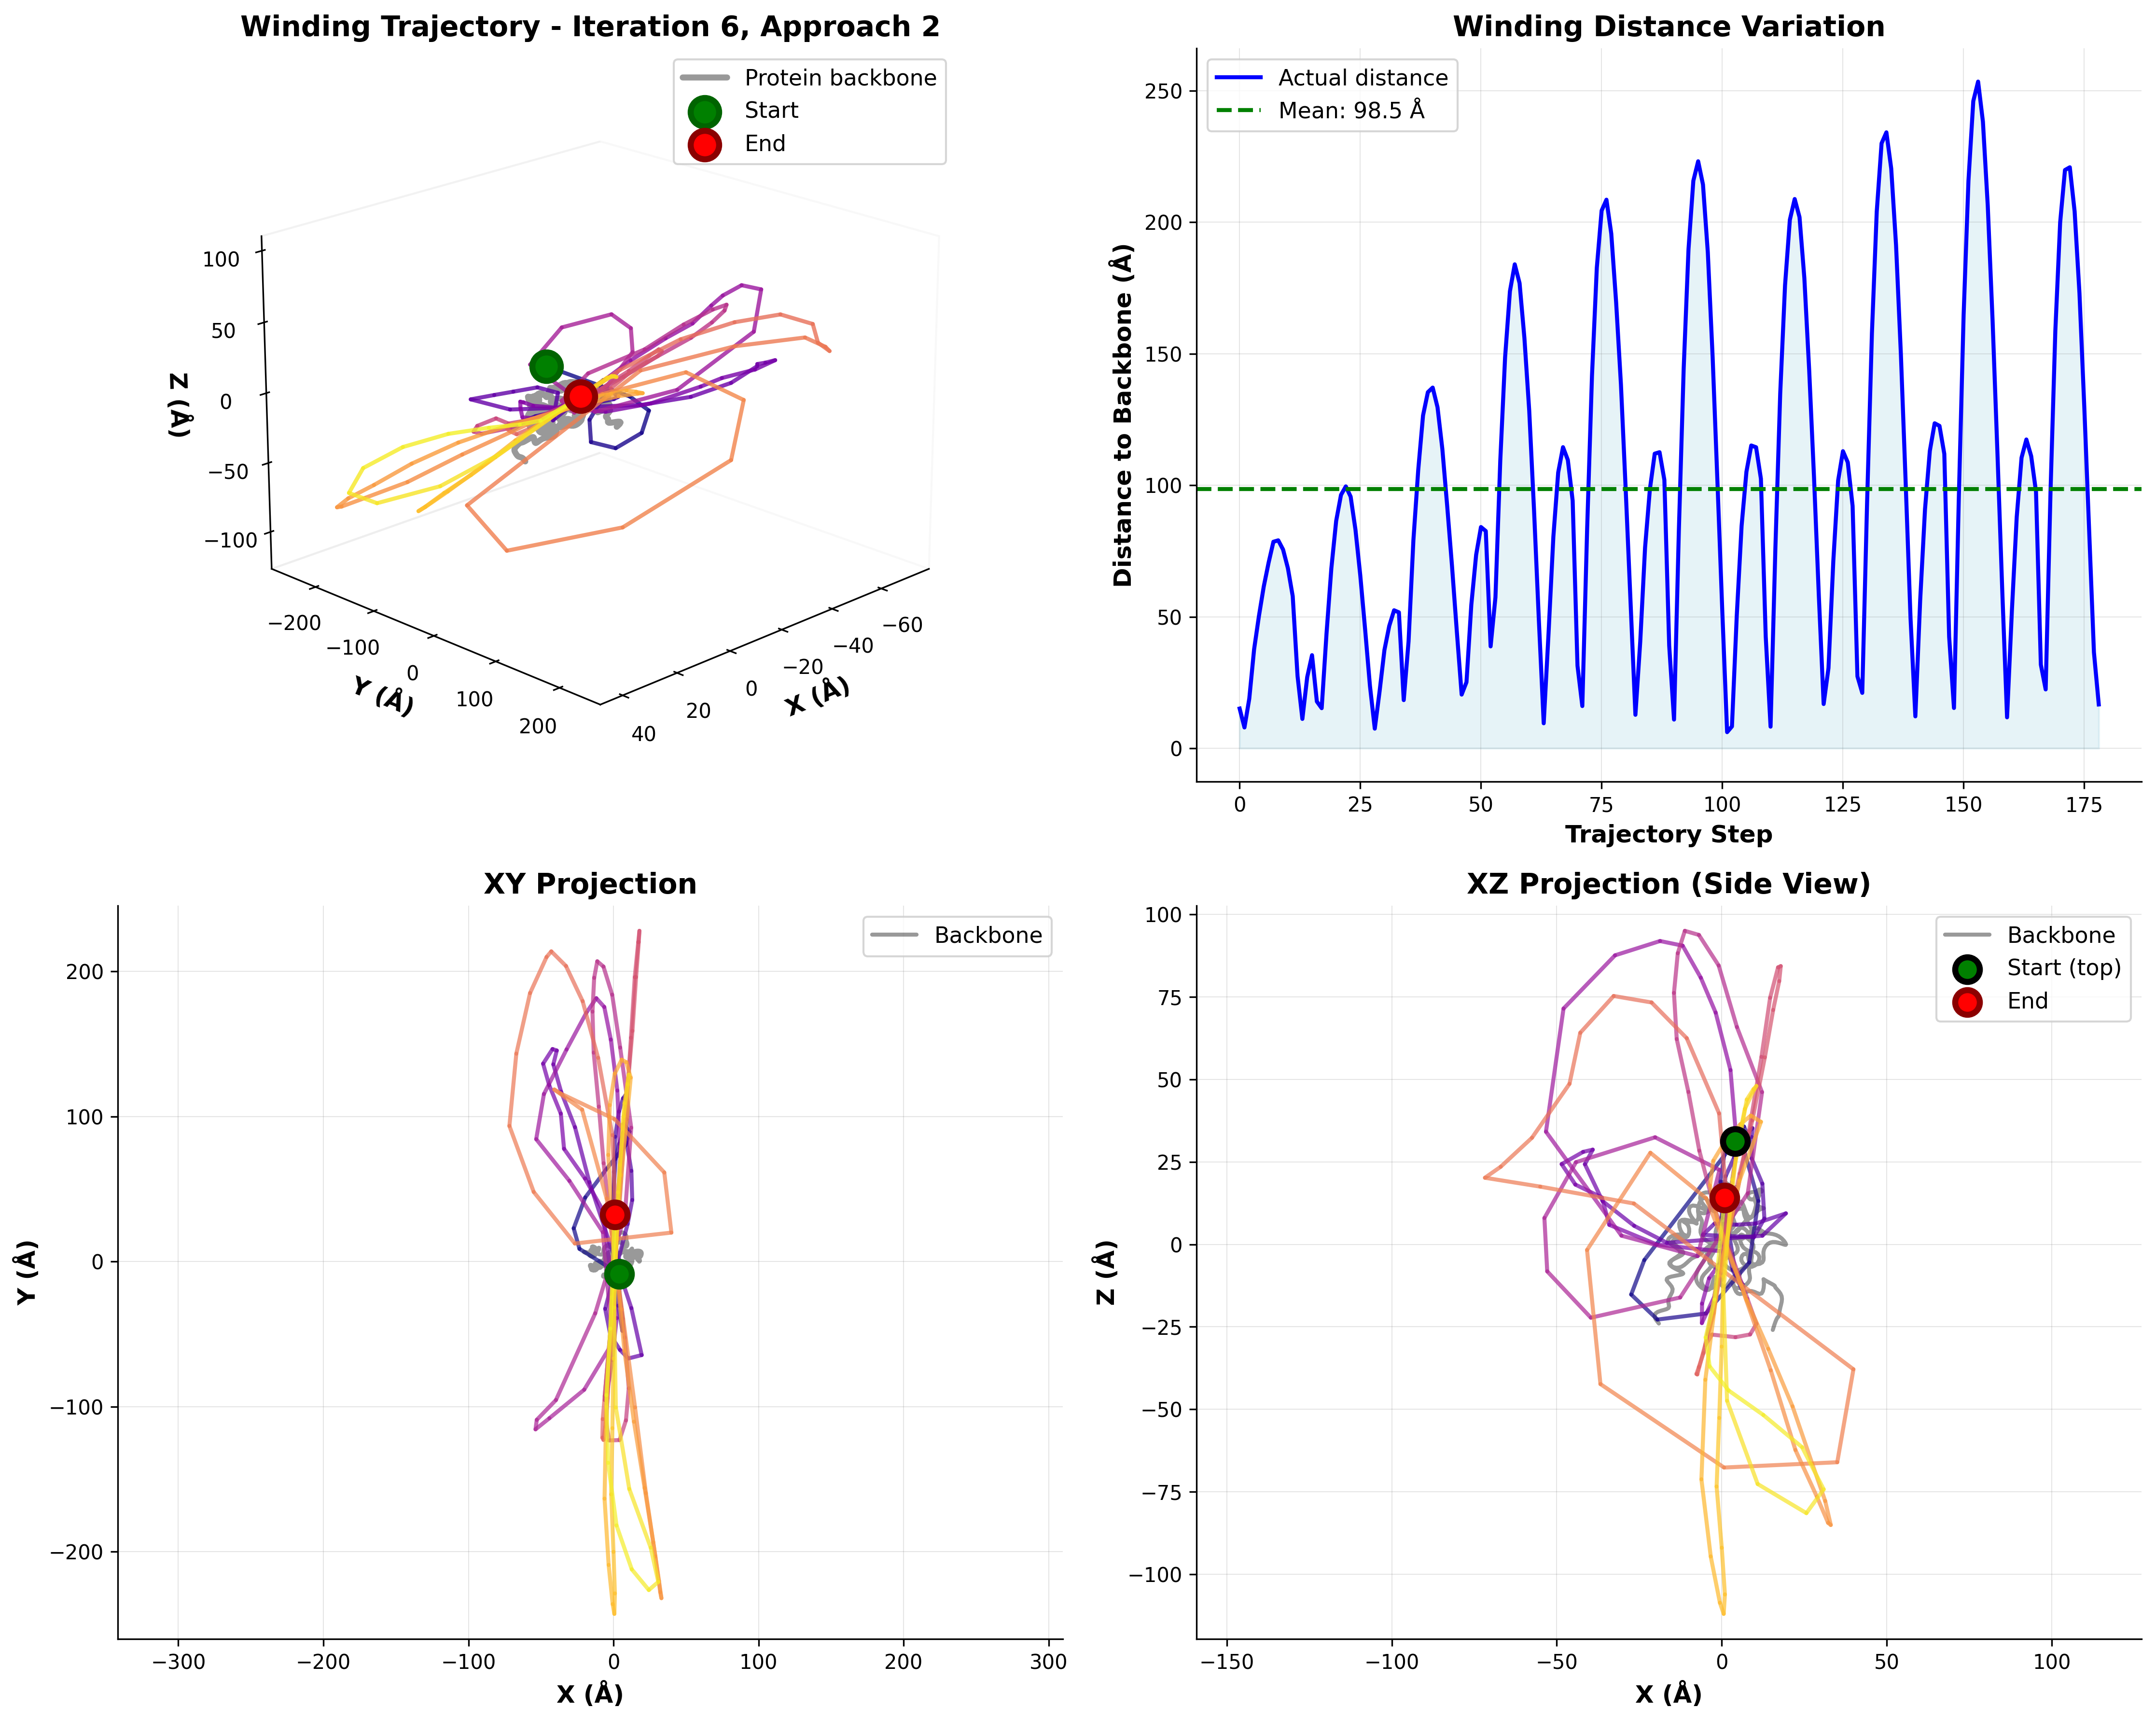 Winding Trajectory - Iteration 6, Approach 2
Protein backbone
Start
End
100
50
0
−50
−100
Z (Å)
−200
−100
0
100
200
Y (Å)
40
20
0
−20
−40
−60
X (Å)
Winding Distance Variation
Actual distance
Mean: 98.5 Å
250
200
150
100
50
0
Distance to Backbone (Å)
0 25 50 75 100 125 150 175
Trajectory Step
XY Projection
Backbone
200
100
0
−100
−200
Y (Å)
−300 −200 −100 0 100 200 300
X (Å)
XZ Projection (Side View)
Backbone
Start (top)
End
100
75
50
25
0
−25
−50
−75
−100
Z (Å)
−150 −100 −50 0 50 100
X (Å)